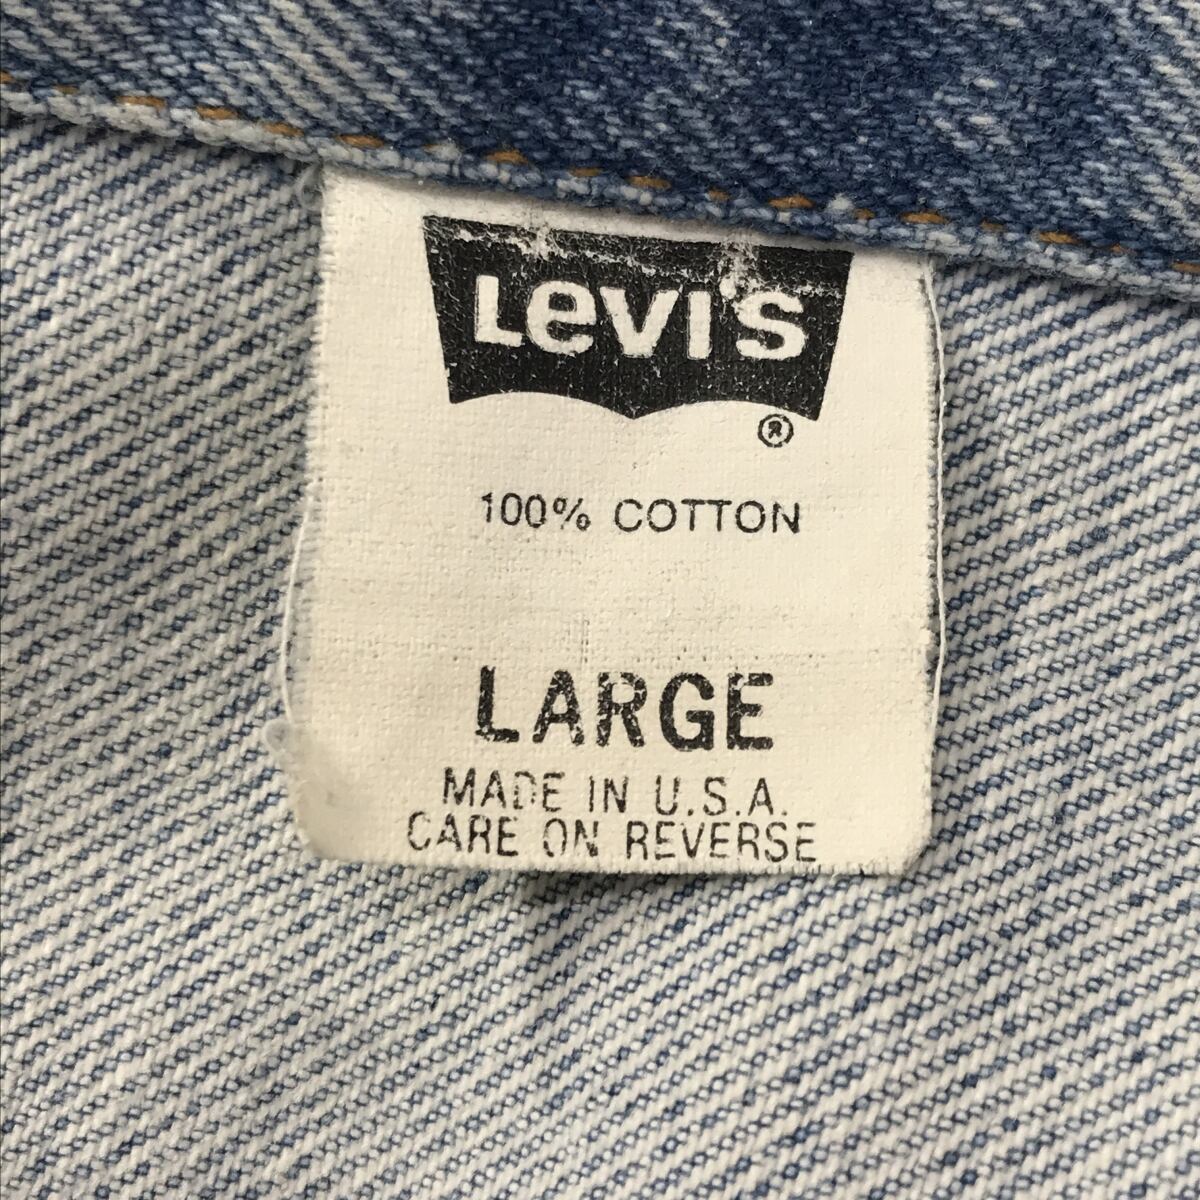 Levi's
®
100% COTTON
LARGE
MADE IN U.S.A.
CARE ON REVERSE